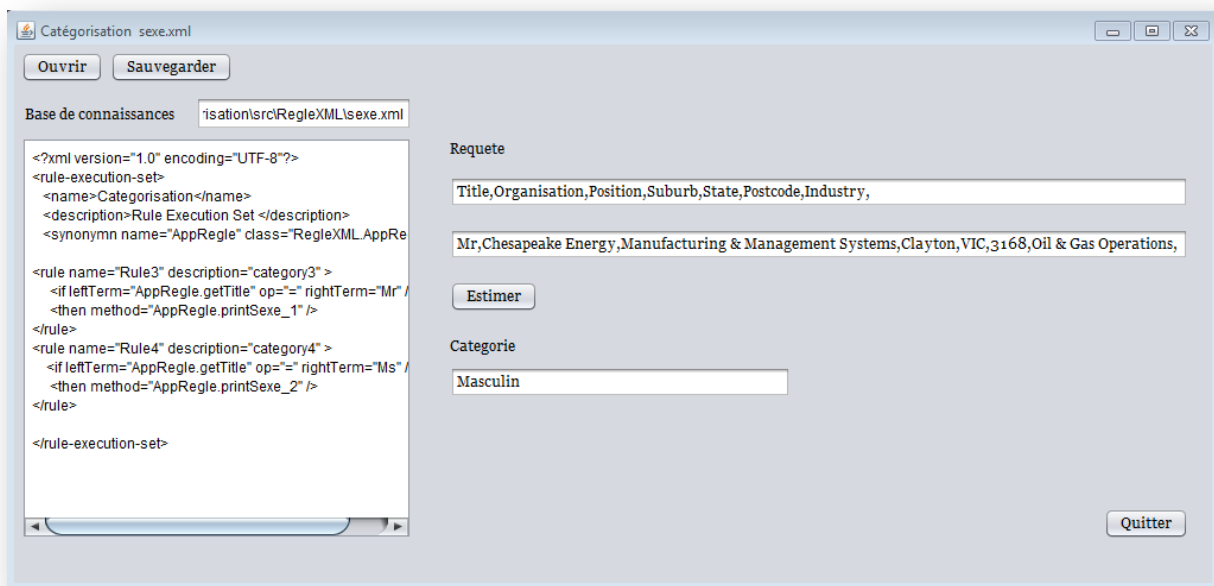 Catégorisation sexe.xml
Ouvrir Sauvegarder
Base de connaissances risation\src\RegleXML\sexe.xml
<?xml version="1.0" encoding="UTF-8"?>
<rule-execution-set>
<name>Categorisation</name>
<description>Rule Execution Set </description>
<synonymn name="AppRegle" class="RegleXML.AppRe
<rule name="Rule3" description="category3" >
<if leftTerm="AppRegle.getTitle" op="=" rightTerm="Mr" /
<then method="AppRegle.printSexe_1" />
</rule>
<rule name="Rule4" description="category4" >
<if leftTerm="AppRegle.getTitle" op="=" rightTerm="Ms" /
<then method="AppRegle.printSexe_2" />
</rule>
</rule-execution-set>
Requete
Title,Organisation,Position,Suburb,State,Postcode,Industry,
Mr,Chesapeake Energy,Manufacturing & Management Systems,Clayton,VIC,3168,Oil & Gas Operations,
Estimer
Categorie
Masculin
Quitter